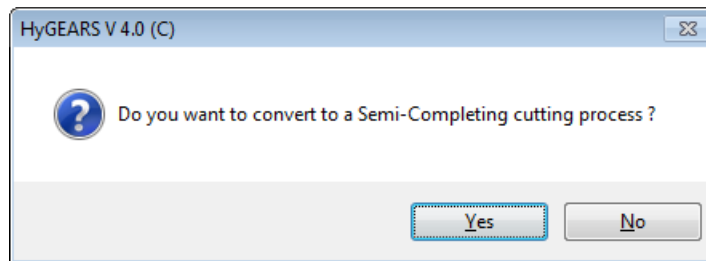 HyGEARS V 4.0 (C)
Do you want to convert to a Semi-Completing cutting process ?
Yes
No